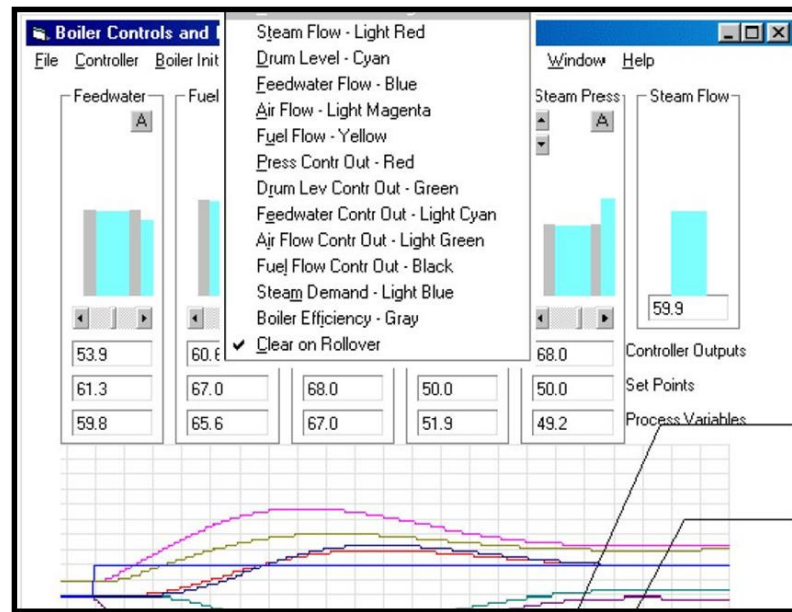 Boiler Controls and
File Controller Boiler Init Window Help
Steam Flow - Light Red
Drum Level - Cyan
Feedwater Flow - Blue
Air Flow - Light Magenta
Fuel Flow - Yellow
Press Contr Out - Red
Drum Lev Contr Out - Green
Feedwater Contr Out - Light Cyan
Air Flow Contr Out - Light Green
Fuel Flow Contr Out - Black
Steam Demand - Light Blue
Boiler Efficiency - Gray
Clear on Rollover
Feedwater Fuel Steam Press Steam Flow
A A
59.9
53.9 60.6 68.0 Controller Outputs
61.3 67.0 68.0 50.0 50.0 Set Points
59.8 65.6 67.0 51.9 49.2 Process Variables